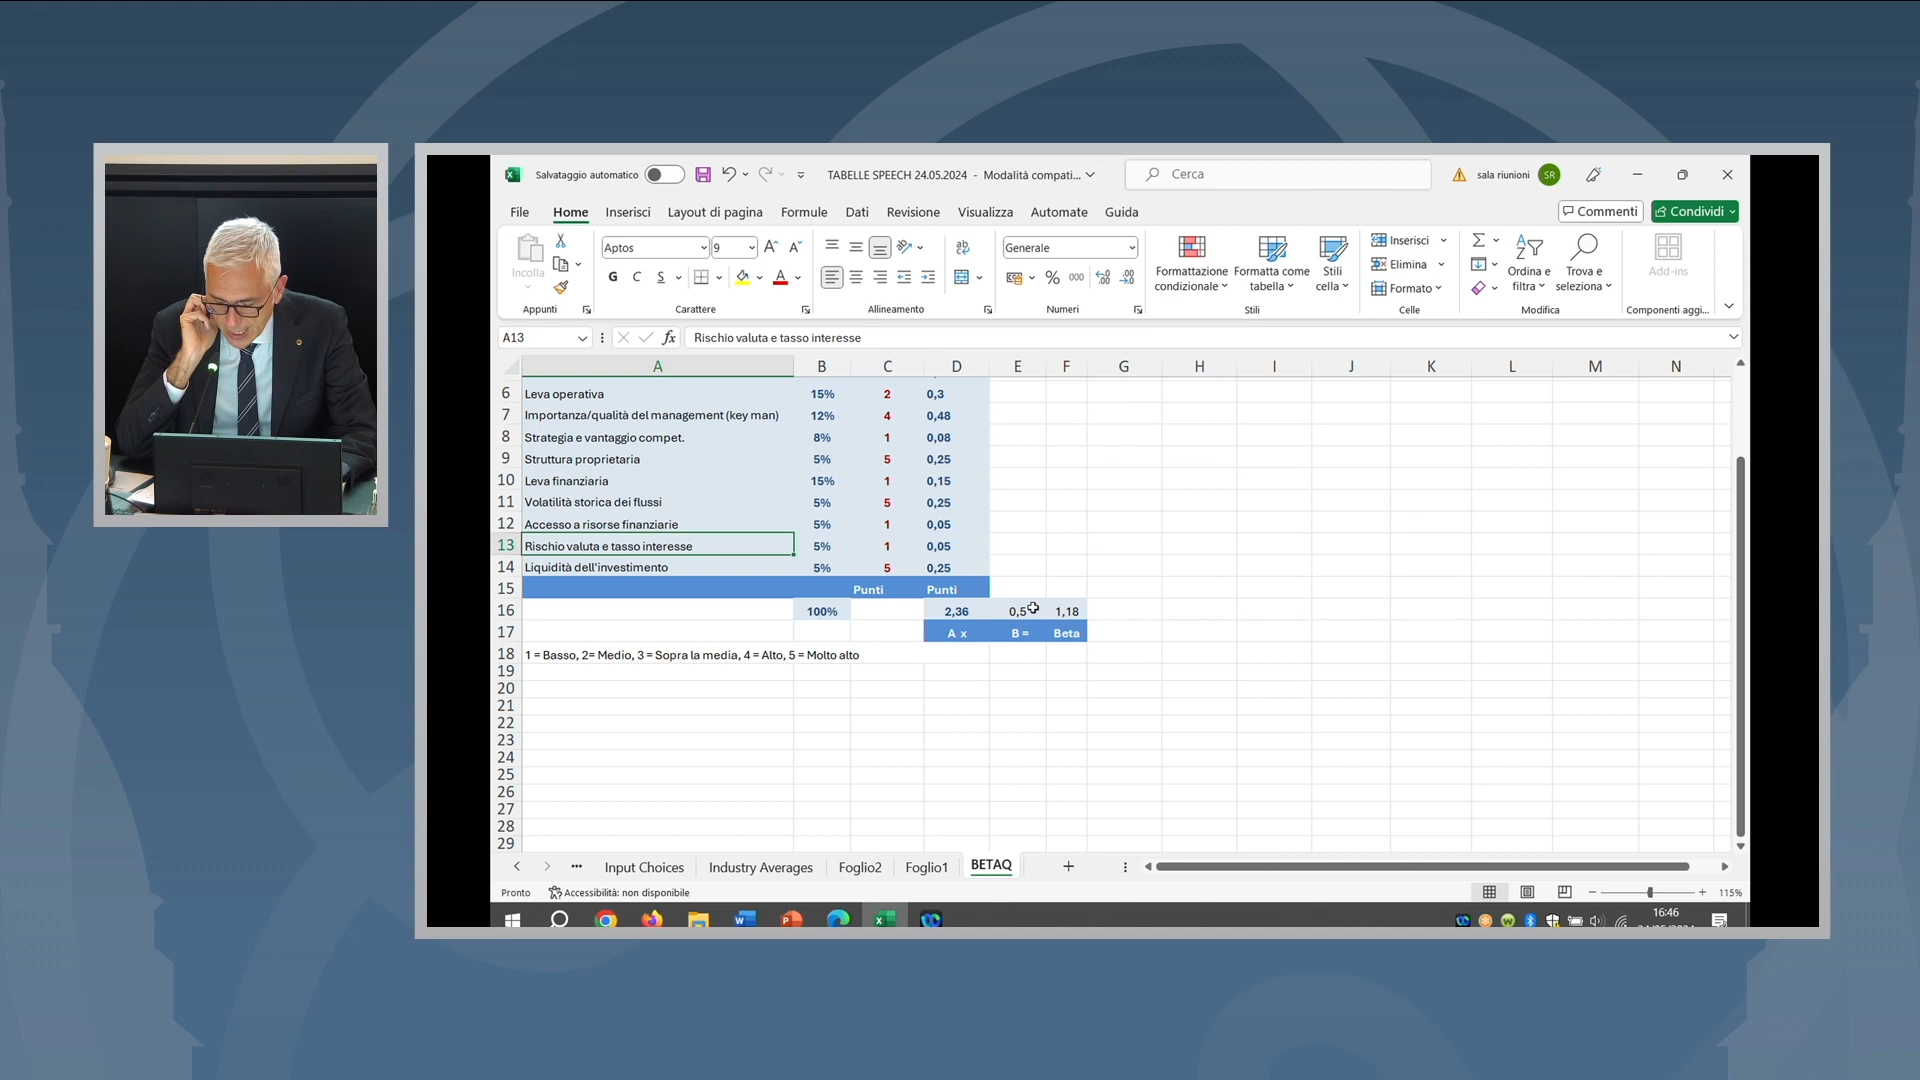 Salvataggio automatico
TABELLE SPEECH 24.05.2024 - Modalità compati...
Cerca
sala riunioni
SR
File Home Inserisci Layout di pagina Formule Dati Revisione Visualizza Automate Guida
Commenti
Condividi
Incolla
Appunti
Aptos
9
G C S
Carattere
Allineamento
Generale
% 000
Numeri
Formattazione condizionale
Formatta come tabella
Stili cella
Stili
Inserisci
Elimina
Formato
Celle
Ordina e filtra
Trova e seleziona
Modifica
Add-ins
Componenti aggi...
A13
fx
Rischio valuta e tasso interesse
A B C D E F G H I J K L M N
6 Leva operativa 15% 2 0,3
7 Importanza/qualità del management (key man) 12% 4 0,48
8 Strategia e vantaggio compet. 8% 1 0,08
9 Struttura proprietaria 5% 5 0,25
10 Leva finanziaria 15% 1 0,15
11 Volatilità storica dei flussi 5% 5 0,25
12 Accesso a risorse finanziarie 5% 1 0,05
13 Rischio valuta e tasso interesse 5% 1 0,05
14 Liquidità dell'investimento 5% 5 0,25
15 Punti Punti
16 100% 2,36 0,5 1,18
17 A x B = Beta
18 1 = Basso, 2= Medio, 3 = Sopra la media, 4 = Alto, 5 = Molto alto
19
20
21
22
23
24
25
26
27
28
29
Input Choices Industry Averages Foglio2 Foglio1 BETAQ
Pronto
Accessibilità: non disponibile
115%
16:46